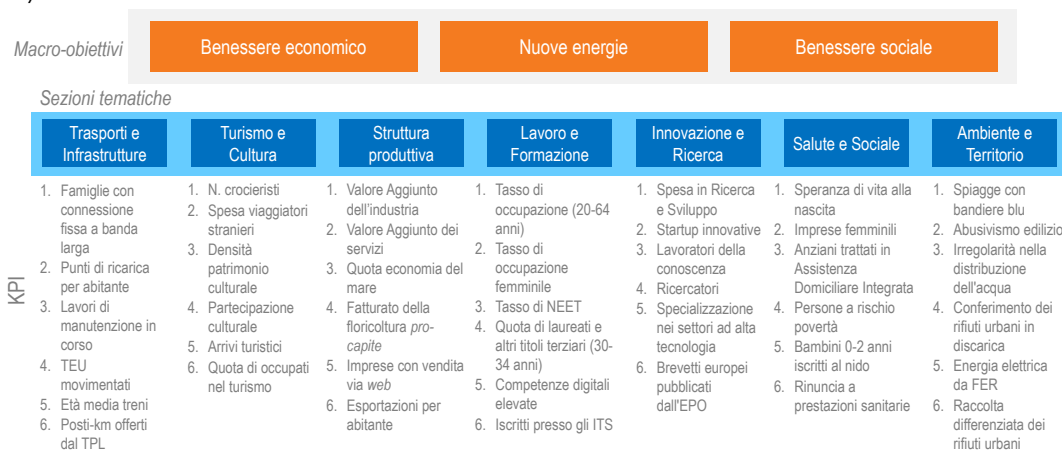 Macro-obiettivi
Benessere economico
Nuove energie
Benessere sociale
Sezioni tematiche
Trasporti e
Infrastrutture
Turismo e
Cultura
Struttura
produttiva
Lavoro e
Formazione
Innovazione e
Ricerca
Salute e Sociale
Ambiente e
Territorio
KPI
1. Famiglie con
connessione
fissa a banda
larga
2. Punti di ricarica
per abitante
3. Lavori di
manutenzione in
corso
4. TEU
movimentati
5. Età media treni
6. Posti-km offerti
dal TPL
1. N. crocieristi
2. Spesa viaggiatori
stranieri
3. Densità
patrimonio
culturale
4. Partecipazione
culturale
5. Arrivi turistici
6. Quota di occupati
nel turismo
1. Valore Aggiunto
dell'industria
2. Valore Aggiunto dei
servizi
3. Quota economia del
mare
4. Fatturato della
floricoltura pro-
capite
5. Imprese con vendita
via web
6. Esportazioni per
abitante
1. Tasso di
occupazione (20-64
anni)
2. Tasso di
occupazione
femminile
3. Tasso di NEET
4. Quota di laureati e
altri titoli terziari (30-
34 anni)
5. Competenze digitali
elevate
6. Iscritti presso gli ITS
1. Spesa in Ricerca
e Sviluppo
2. Startup innovative
3. Lavoratori della
conoscenza
4. Ricercatori
5. Specializzazione
nei settori ad alta
tecnologia
6. Brevetti europei
pubblicati
dall'EPO
1. Speranza di vita alla
nascita
2. Imprese femminili
3. Anziani trattati in
Assistenza
Domiciliare Integrata
4. Persone a rischio
povertà
5. Bambini 0-2 anni
iscritti al nido
6. Rinuncia a
prestazioni sanitarie
1. Spiagge con
bandiere blu
2. Abusivismo edilizio
3. Irregolarità nella
distribuzione
dell'acqua
4. Conferimento dei
rifiuti urbani in
discarica
5. Energia elettrica
da FER
6. Raccolta
differenziata dei
rifiuti urbani